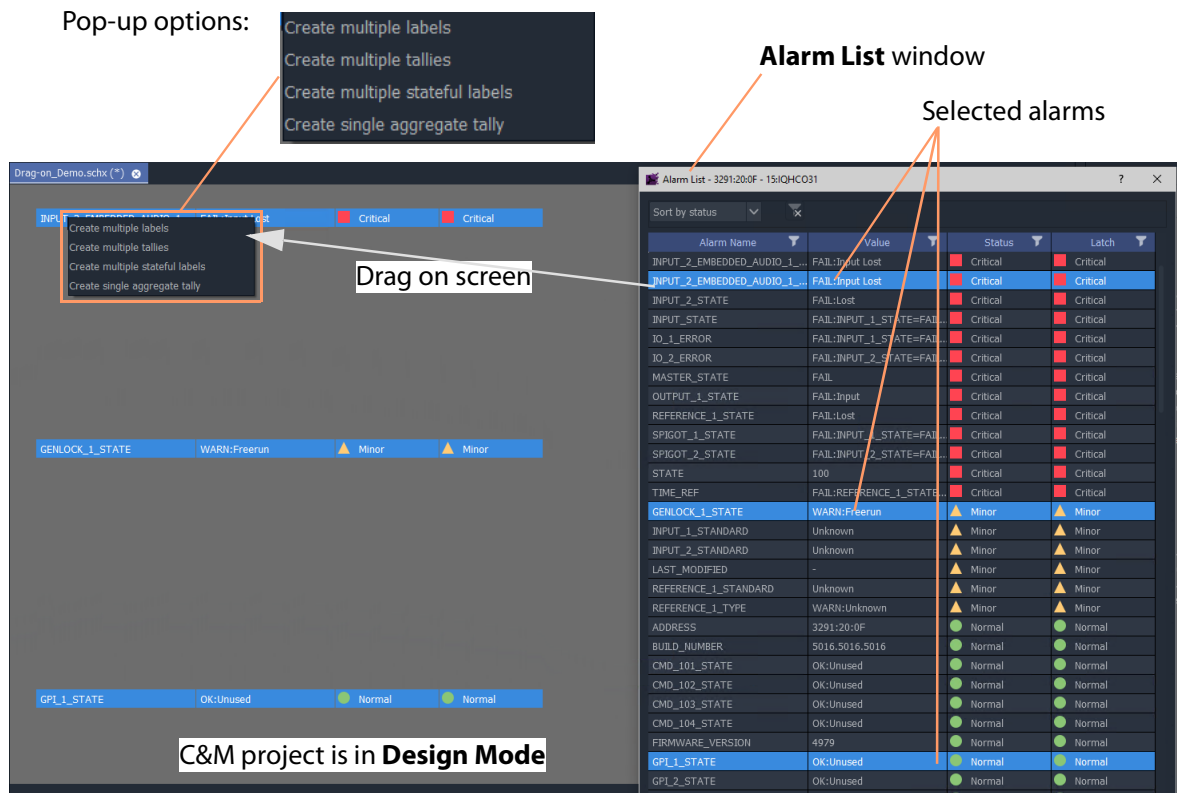 Pop-up options:
Create multiple labels
Create multiple tallies
Create multiple stateful labels
Create single aggregate tally
Alarm List window
Selected alarms
Drag-on_Demo.schx (*)
INPUT_2_EMBEDDED_AUDIO_1_... FAIL:Input Lost Critical Critical
Create multiple labels
Create multiple tallies
Create multiple stateful labels
Create single aggregate tally
Drag on screen
GENLOCK_1_STATE WARN:Freerun Minor Minor
GPI_1_STATE OK:Unused Normal Normal
C&M project is in Design Mode
Alarm List - 3291:20:0F - 15:IQHCO31 ? ×
Sort by status
Alarm Name Value Status Latch
INPUT_2_EMBEDDED_AUDIO_1_... FAIL:Input Lost Critical Critical
INPUT_2_EMBEDDED_AUDIO_1_... FAIL:Input Lost Critical Critical
INPUT_2_STATE FAIL:Lost Critical Critical
INPUT_STATE FAIL:INPUT_1_STATE=FAIL... Critical Critical
IO_1_ERROR FAIL:INPUT_1_STATE=FAIL... Critical Critical
IO_2_ERROR FAIL:INPUT_2_STATE=FAIL... Critical Critical
MASTER_STATE FAIL Critical Critical
OUTPUT_1_STATE FAIL:Input Critical Critical
REFERENCE_1_STATE FAIL:Lost Critical Critical
SPIGOT_1_STATE FAIL:INPUT_1_STATE=FAIL... Critical Critical
SPIGOT_2_STATE FAIL:INPUT_2_STATE=FAIL... Critical Critical
STATE 100 Critical Critical
TIME_REF FAIL:REFERENCE_1_STATE... Critical Critical
GENLOCK_1_STATE WARN:Freerun Minor Minor
INPUT_1_STANDARD Unknown Minor Minor
INPUT_2_STANDARD Unknown Minor Minor
LAST_MODIFIED - Minor Minor
REFERENCE_1_STANDARD Unknown Minor Minor
REFERENCE_1_TYPE WARN:Unknown Minor Minor
ADDRESS 3291:20:0F Normal Normal
BUILD_NUMBER 5016.5016.5016 Normal Normal
CMD_101_STATE OK:Unused Normal Normal
CMD_102_STATE OK:Unused Normal Normal
CMD_103_STATE OK:Unused Normal Normal
CMD_104_STATE OK:Unused Normal Normal
FIRMWARE_VERSION 4979 Normal Normal
GPI_1_STATE OK:Unused Normal Normal
GPI_2_STATE OK:Unused Normal Normal